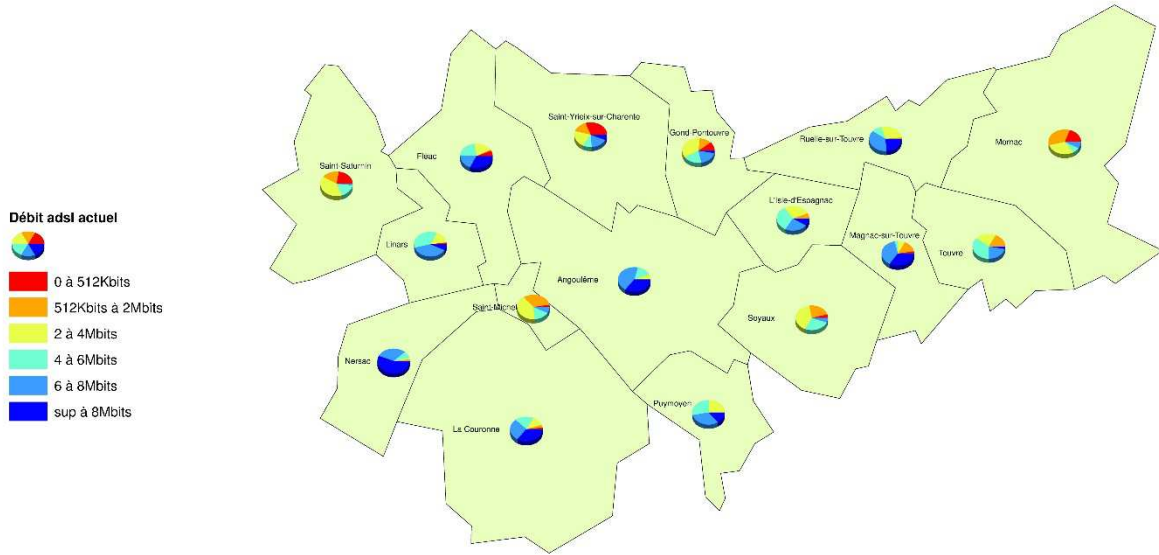 Débit adsl actuel
0 à 512Kbits
512Kbits à 2Mbits
2 à 4Mbits
4 à 6Mbits
6 à 8Mbits
sup à 8Mbits
Saint-Yrieix-sur-Charente
Gond-Pontouvre
Ruelle-sur-Touvre
Mornac
Fleac
Saint-Saturnin
L'Isle-d'Espagnac
Magnac-sur-Touvre
Touvre
Linars
Angoulême
Saint-Michel
Soyaux
Nersac
Puymoyen
La Couronne